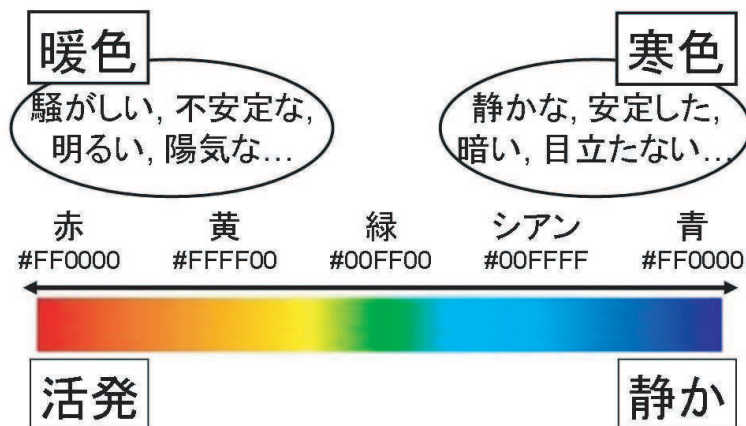 暖色
騒がしい, 不安定な,
明るい, 陽気な...
寒色
静かな, 安定した,
暗い, 目立たない...
赤 黄 緑 シアン 青
#FF0000 #FFFF00 #00FF00 #00FFFF #FF0000
活発 静か